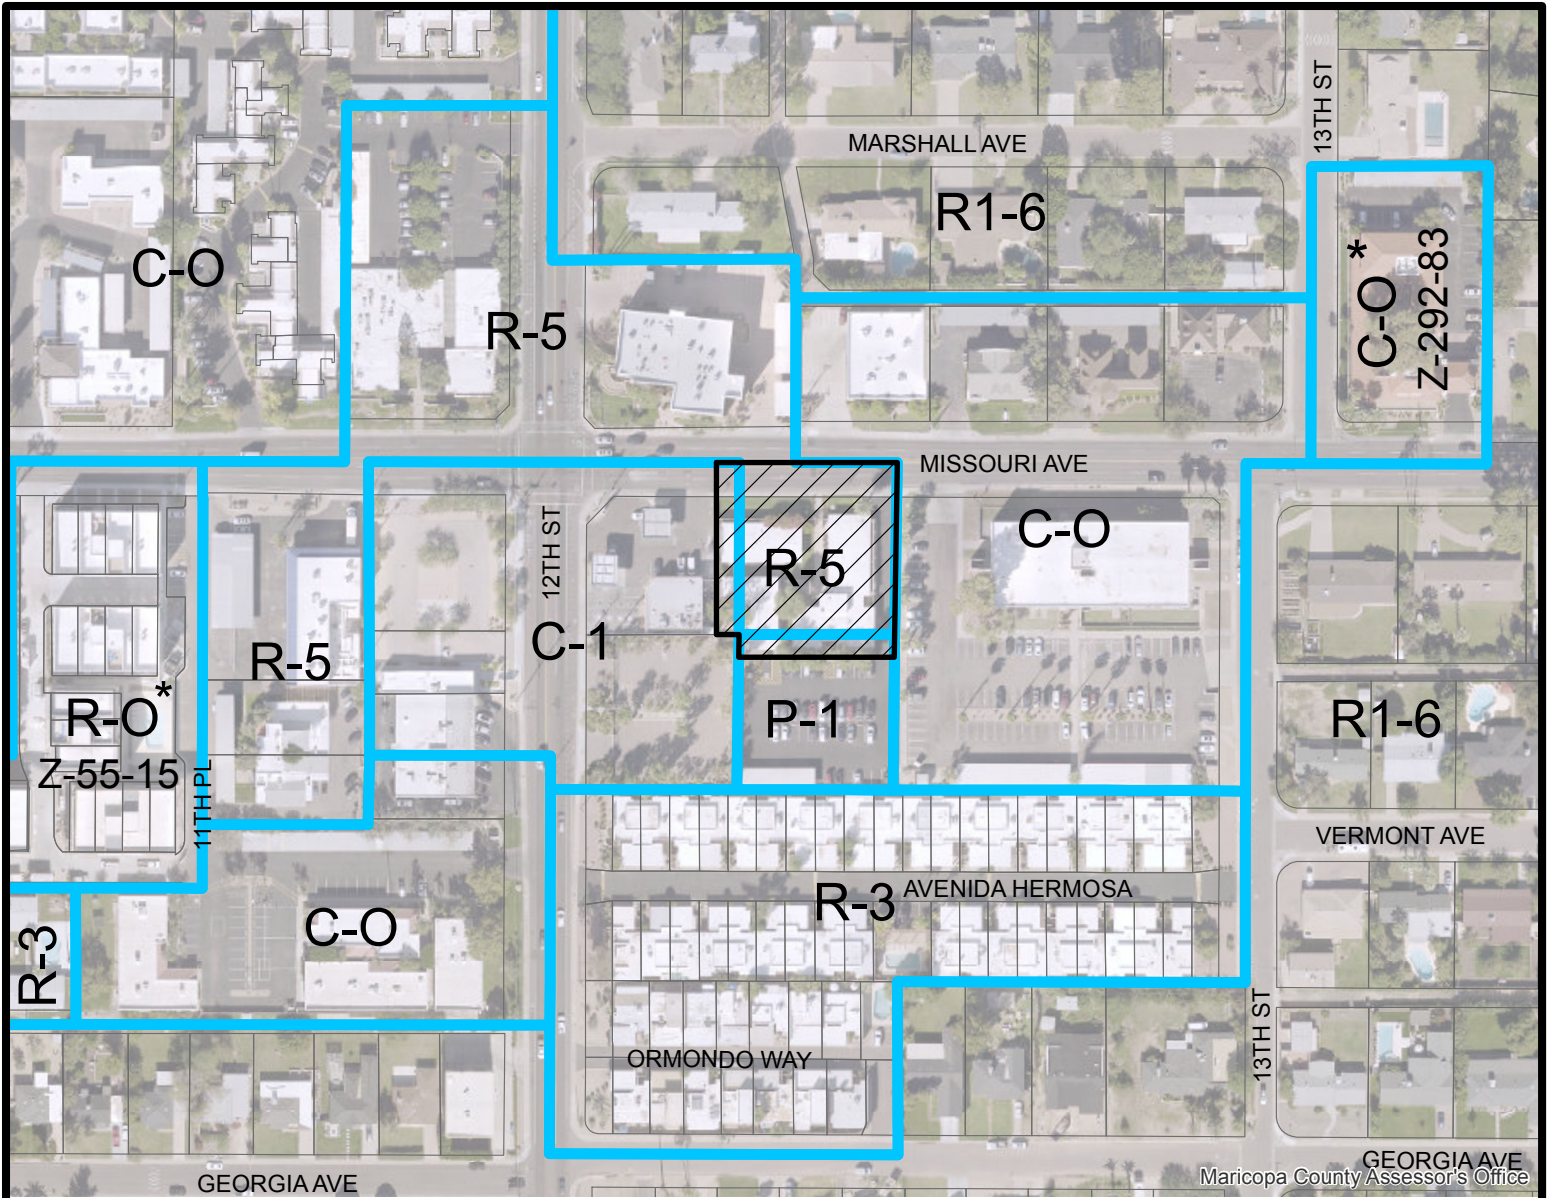 13TH ST
MARSHALL AVE
R1-6
C-O
C-O*
Z-292-83
R-5
MISSOURI AVE
C-O
12TH ST
R-5
C-1
R-5
R-O*
Z-55-15
P-1
R1-6
11TH PL
VERMONT AVE
R-3
AVENIDA HERMOSA
C-O
R-3
13TH ST
ORMONDO WAY
GEORGIA AVE
GEORGIA AVE
Maricopa County Assessor's Office